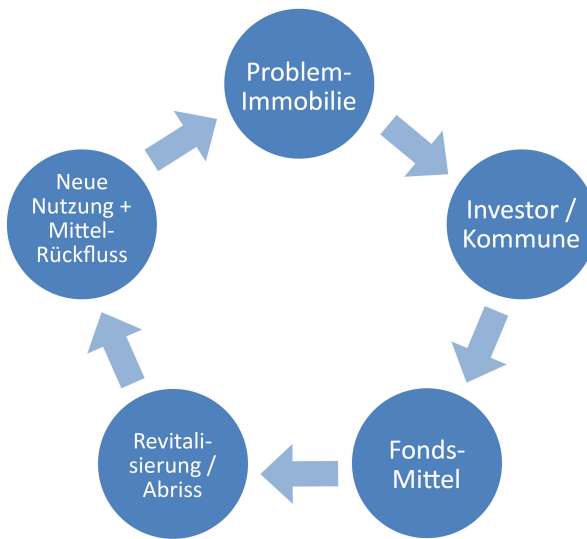 Problem-
Immobilie
Investor /
Kommune
Fonds-
Mittel
Revitali-
sierung /
Abriss
Neue
Nutzung +
Mittel-
Rückfluss